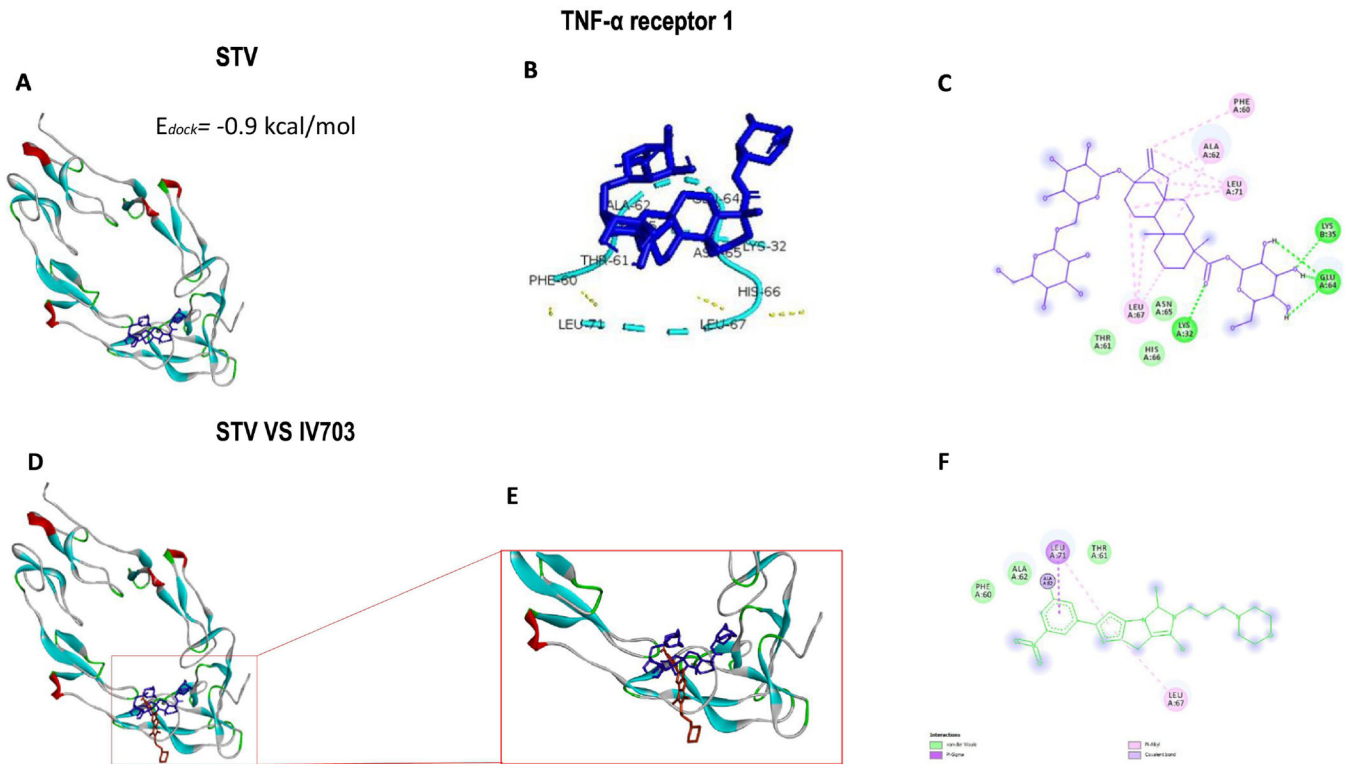 TNF-α receptor 1
STV
A
B
C
Edock= -0.9 kcal/mol
ALA-62
THR-61
PHE-60
LYS-32
HIS-66
LEU-71
LEU-67
PHE
A:60
ALA
A:62
LEU
A:71
LYS
B:35
GLU
A:64
H
H
H
LEU
A:67
ASN
A:65
LYS
A:32
THR
A:61
HIS
A:66
STV VS IV703
D
E
F
LEU
A:71
THR
A:61
ALA
A:62
PHE
A:60
LEU
A:67
Interactions
van der Waals
Pi-Sigma
Pi-Alkyl
Covalent bond